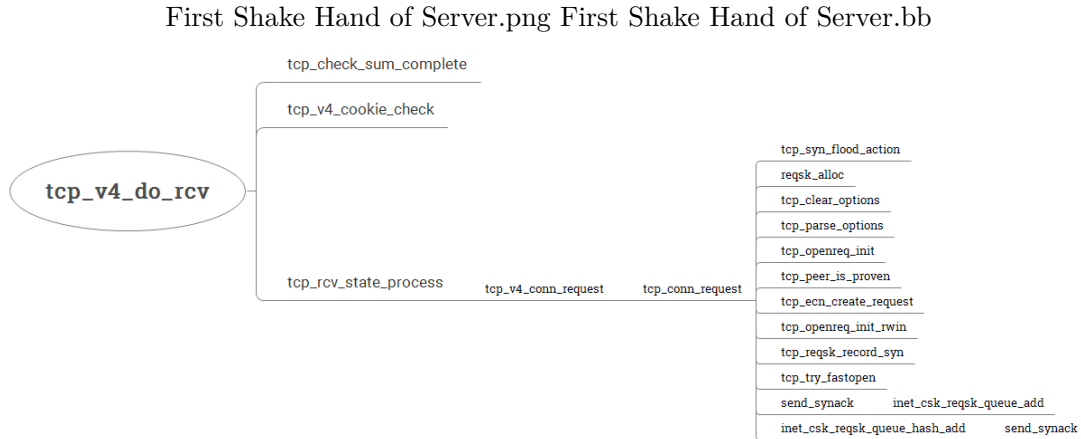 First Shake Hand of Server.png First Shake Hand of Server.bb
tcp_v4_do_rcv
tcp_check_sum_complete
tcp_v4_cookie_check
tcp_rcv_state_process
tcp_v4_conn_request
tcp_conn_request
tcp_syn_flood_action
reqsk_alloc
tcp_clear_options
tcp_parse_options
tcp_openreq_init
tcp_peer_is_proven
tcp_ecn_create_request
tcp_openreq_init_rwin
tcp_reqsk_record_syn
tcp_try_fastopen
send_synack inet_csk_reqsk_queue_add
inet_csk_reqsk_queue_hash_add send_synack